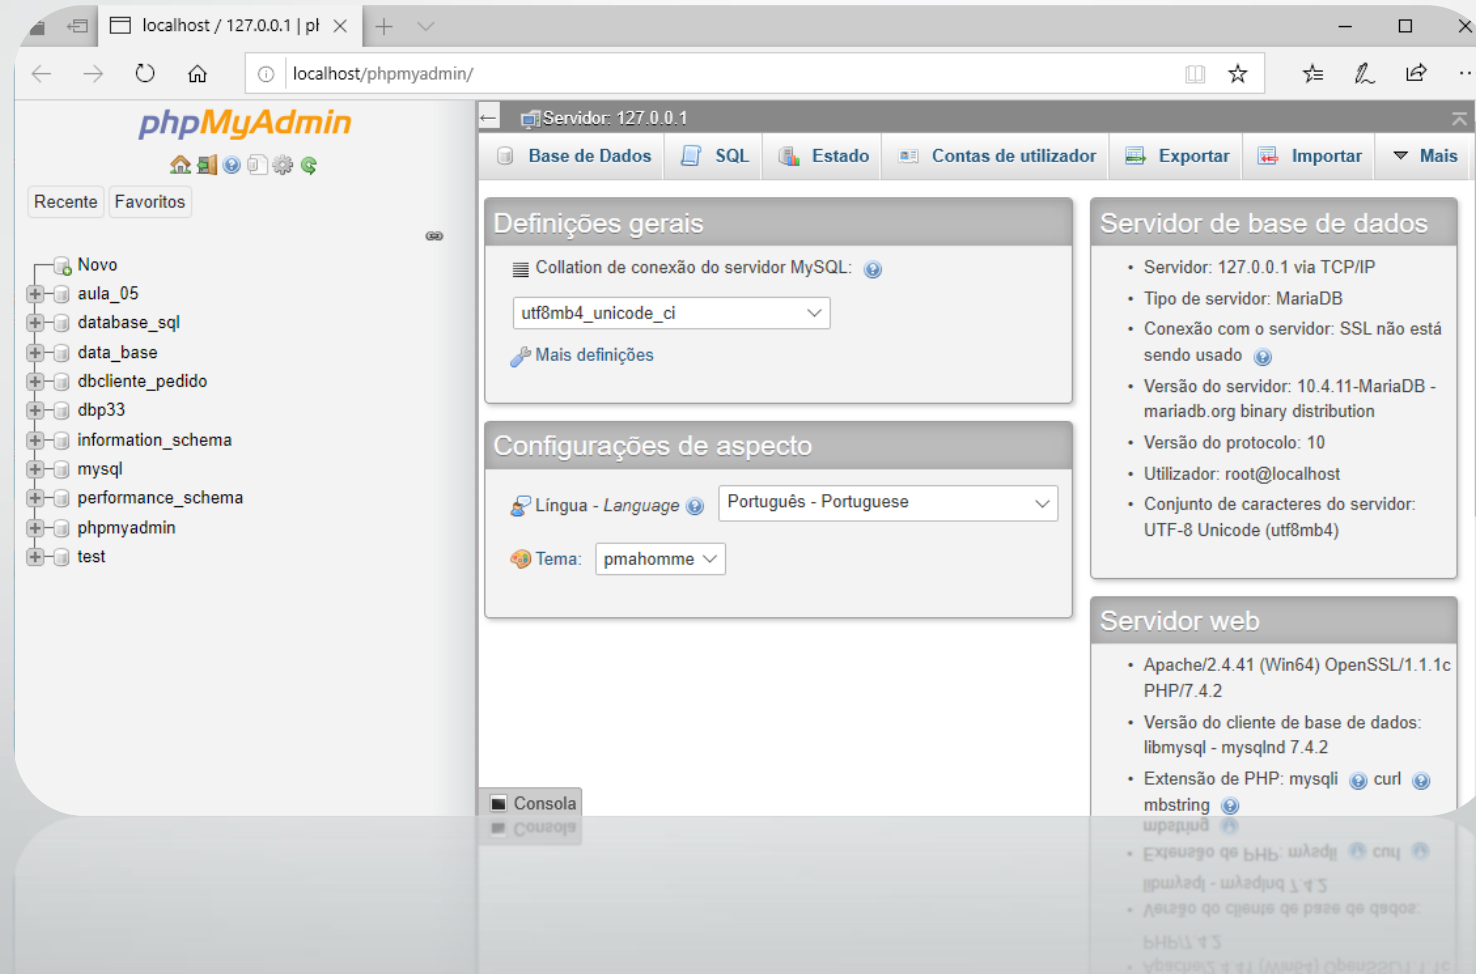 localhost / 127.0.0.1 | pl
localhost/phpmyadmin/
phpMyAdmin
Recente Favoritos
Novo
aula_05
database_sql
data_base
dbcliente_pedido
dbp33
information_schema
mysql
performance_schema
phpmyadmin
test
Servidor: 127.0.0.1
Base de Dados SQL Estado Contas de utilizador Exportar Importar Mais
Definições gerais
Collation de conexão do servidor MySQL:
utf8mb4_unicode_ci
Mais definições
Configurações de aspecto
Língua - Language Português - Portuguese
Tema: pmahomme
Servidor de base de dados
• Servidor: 127.0.0.1 via TCP/IP
• Tipo de servidor: MariaDB
• Conexão com o servidor: SSL não está
sendo usado
• Versão do servidor: 10.4.11-MariaDB -
mariadb.org binary distribution
• Versão do protocolo: 10
• Utilizador: root@localhost
• Conjunto de caracteres do servidor:
UTF-8 Unicode (utf8mb4)
Servidor web
• Apache/2.4.41 (Win64) OpenSSL/1.1.1c
PHP/7.4.2
• Versão do cliente de base de dados:
libmysql - mysqlnd 7.4.2
• Extensão de PHP: mysqli curl
mbstring
Consola